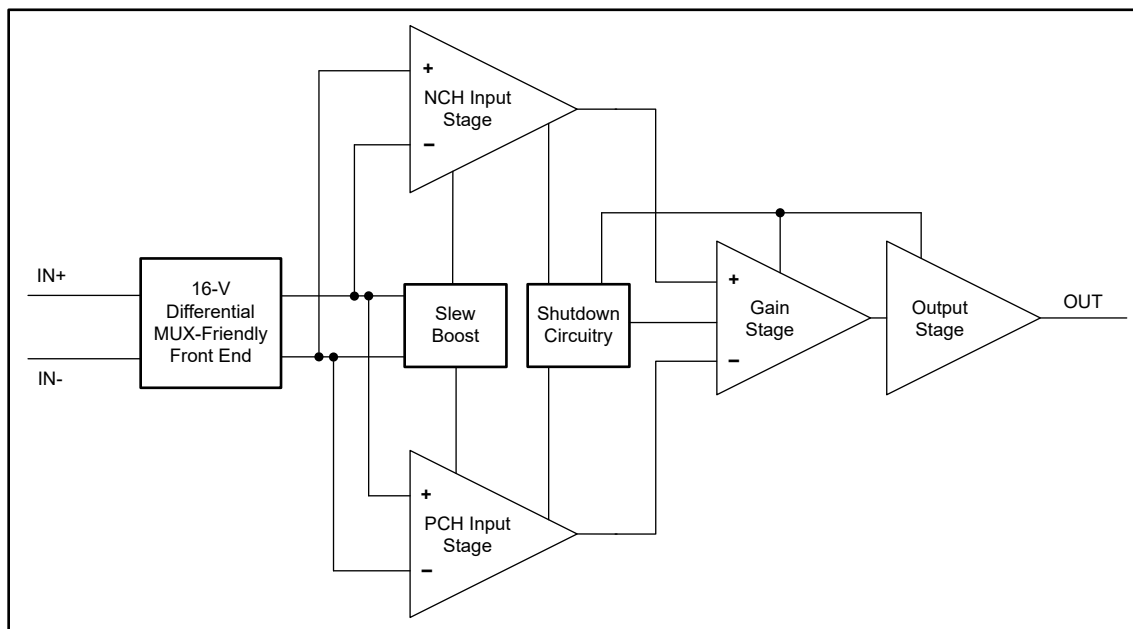 +
NCH Input
Stage
−
IN+
IN-
16-V
Differential
MUX-Friendly
Front End
Slew
Boost
Shutdown
Circuitry
+
Gain
Stage
−
Output
Stage
OUT
+
PCH Input
Stage
−